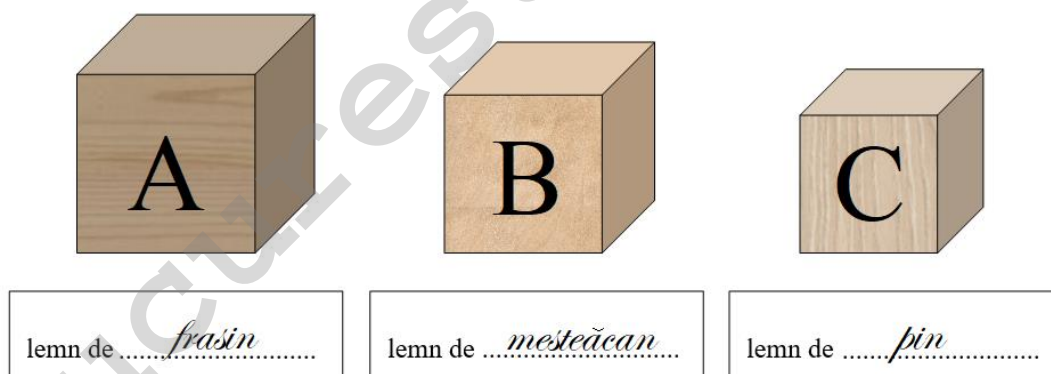 A
B
C
lemn de ......frasin......
lemn de ......mesteăcan......
lemn de ......pin......